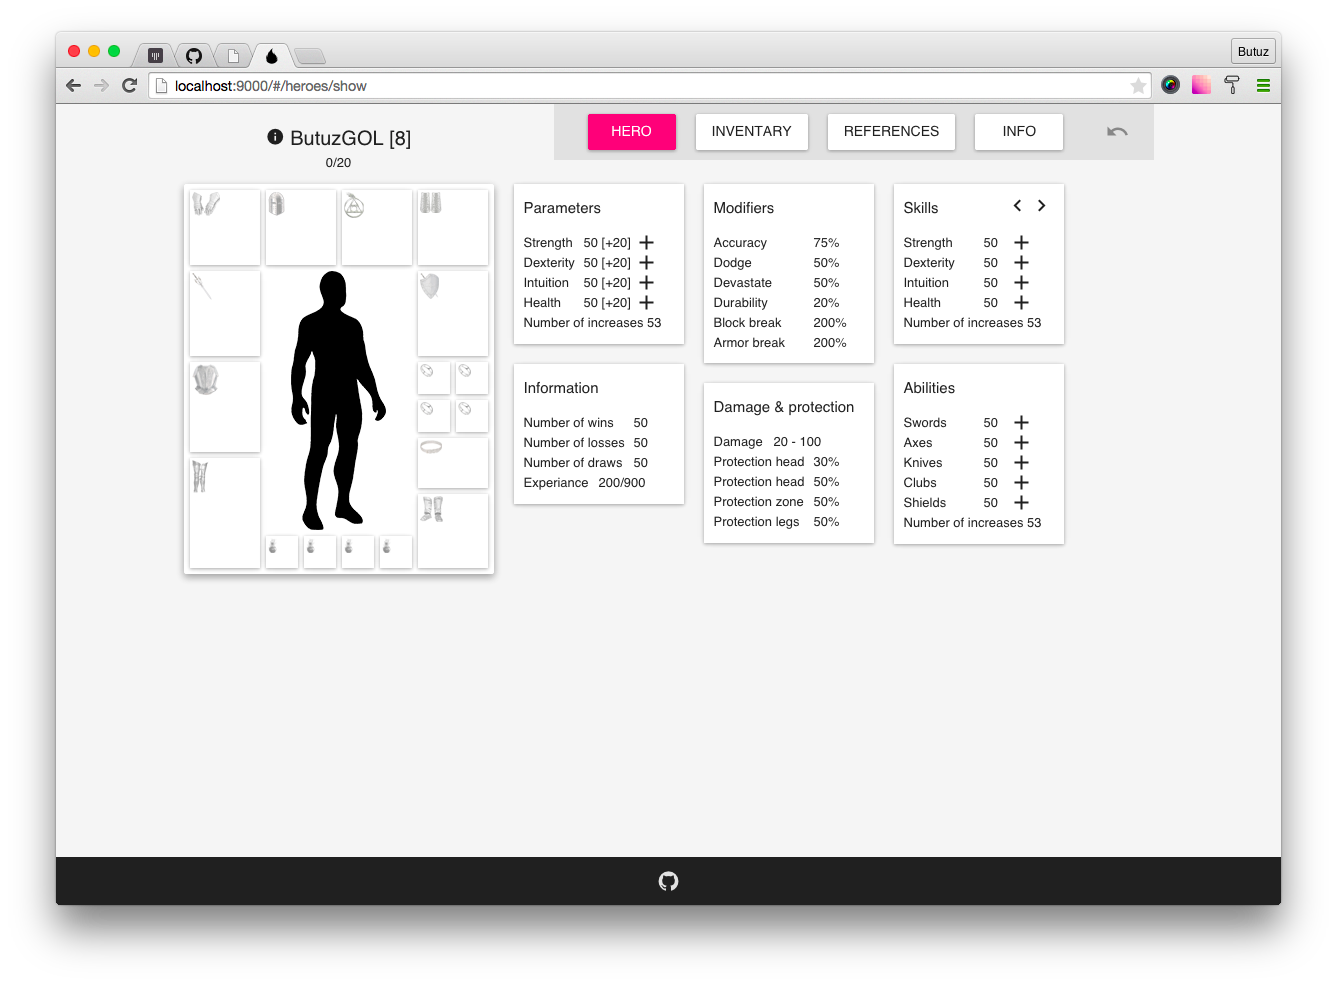 Butuz
localhost:9000/#/heroes/show
ButuzGOL [8]
0/20
HERO
INVENTORY
REFERENCES
INFO
Parameters
Strength 50 [+20]
Dexterity 50 [+20]
Intuition 50 [+20]
Health 50 [+20]
Number of increases 53
Information
Number of wins 50
Number of losses 50
Number of draws 50
Experiance 200/900
Modifiers
Accuracy 75%
Dodge 50%
Devastate 50%
Durability 20%
Block break 200%
Armor break 200%
Damage & protection
Damage 20 - 100
Protection head 30%
Protection head 50%
Protection zone 50%
Protection legs 50%
Skills
Strength 50
Dexterity 50
Intuition 50
Health 50
Number of increases 53
Abilities
Swords 50
Axes 50
Knives 50
Clubs 50
Shields 50
Number of increases 53